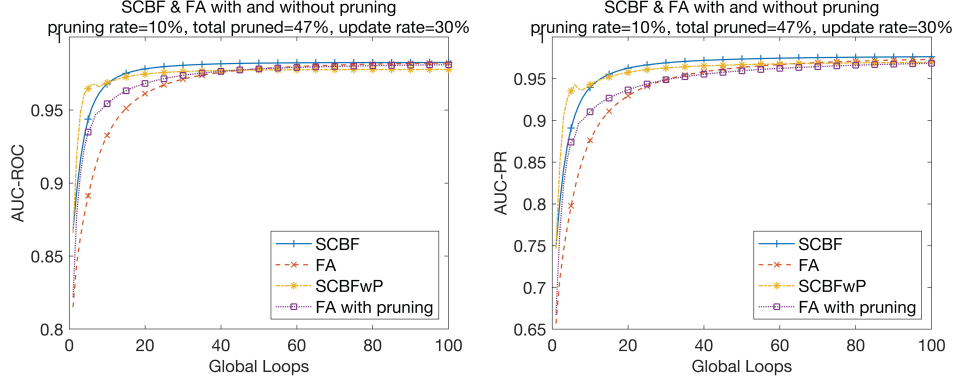 SCBF & FA with and without pruning
pruning rate=10%, total pruned=47%, update rate=30%
AUC-ROC
0.95
0.9
0.85
0.8
0 20 40 60 80 100
Global Loops
SCBF
FA
SCBFwP
FA with pruning
SCBF & FA with and without pruning
pruning rate=10%, total pruned=47%, update rate=30%
AUC-PR
1
0.95
0.9
0.85
0.8
0.75
0.7
0.65
0 20 40 60 80 100
Global Loops
SCBF
FA
SCBFwP
FA with pruning